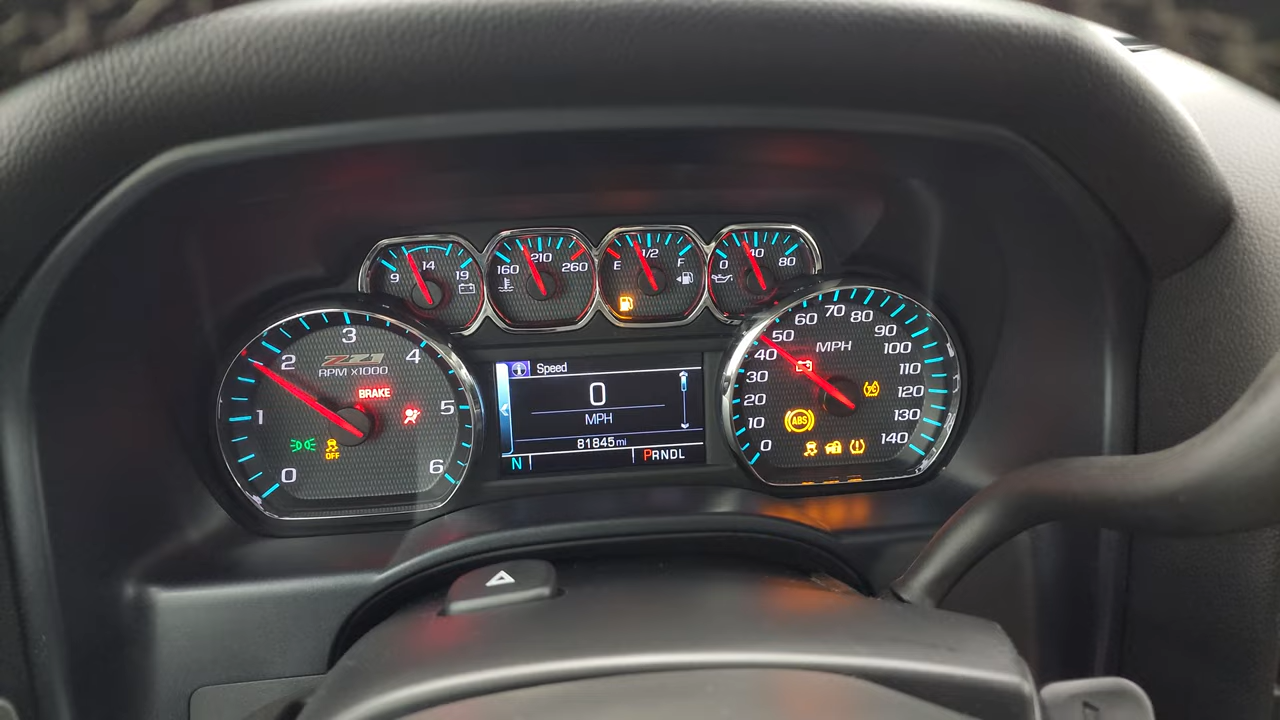 9 14 19
160 210 260
E 1/2 F
0 40 80
0 1 2 3 4 5 6
Z71
RPM x1000
BRAKE
OFF
Speed
0
MPH
81845 mi
N
PRNDL
0 10 20 30 40 50 60 70 80 90 100 110 120 130 140
MPH
ABS